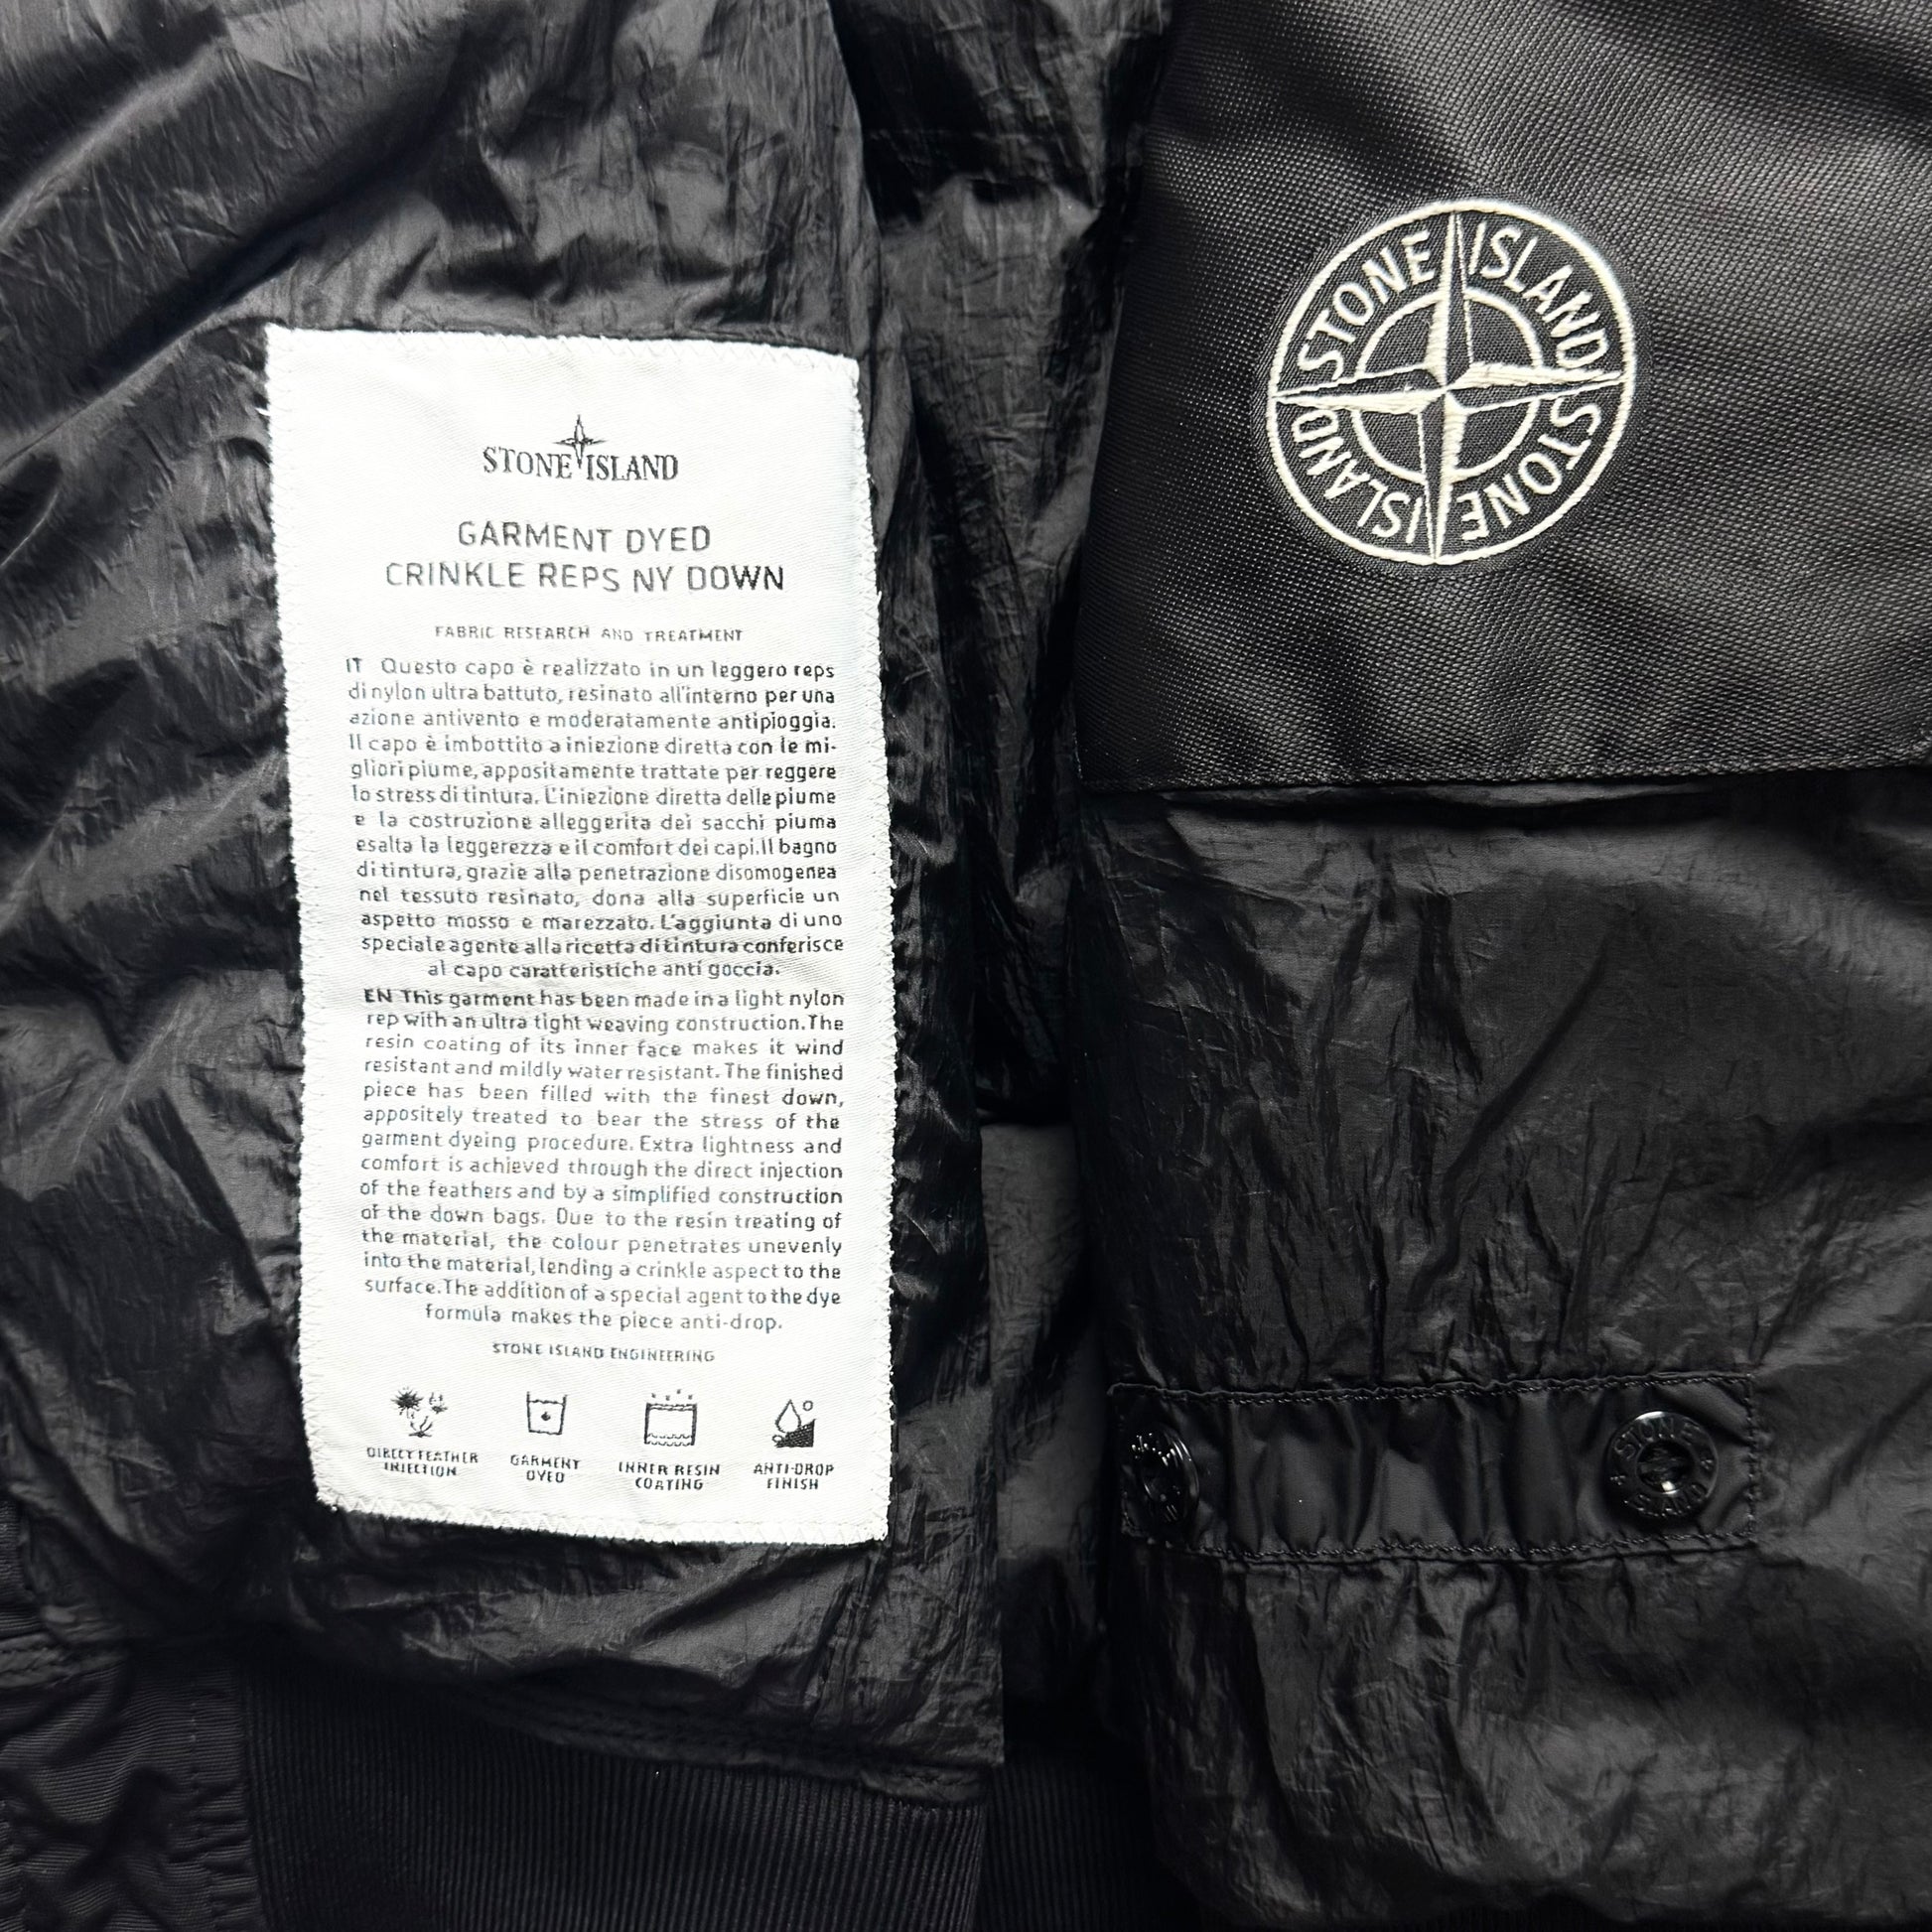 STONE ISLAND
GARMENT DYED
CRINKLE REPS NY DOWN
FABRIC RESEARCH AND TREATMENT
IT Questo capo è realizzato in un leggero reps
di nylon ultra battuto, resinato all'interno per una
azione antivento e moderatamente antipioggia.
Il capo è imbottito a iniezione diretta con le mi-
gliori piume, appositamente trattate per reggere
lo stress di tintura. L'iniezione diretta delle piume
e la costruzione alleggerita dei sacchi piuma
esalta la leggerezza e il comfort dei capi. Il bagno
di tintura, grazie alla penetrazione disomogenea
nel tessuto resinato, dona alla superficie un
aspetto mosso e marezzato. L'aggiunta di uno
speciale agente alla ricetta di tintura conferisce
al capo caratteristiche anti goccia.
EN This garment has been made in a light nylon
rep with an ultra tight weaving construction. The
resin coating of its inner face makes it wind
resistant and mildly water resistant. The finished
piece has been filled with the finest down,
appositely treated to bear the stress of the
garment dyeing procedure. Extra lightness and
comfort is achieved through the direct injection
of the feathers and by a simplified construction
of the down bags. Due to the resin treating of
the material, the colour penetrates unevenly
into the material, lending a crinkle aspect to the
surface. The addition of a special agent to the dye
formula makes the piece anti-drop.
STONE ISLAND ENGINEERING
DIRECT FEATHER
INJECTION
GARMENT
DYED
INNER RESIN
COATING
ANTI-DROP
FINISH
STONE ISLAND
STONE ISLAND
STONE
ISLAND